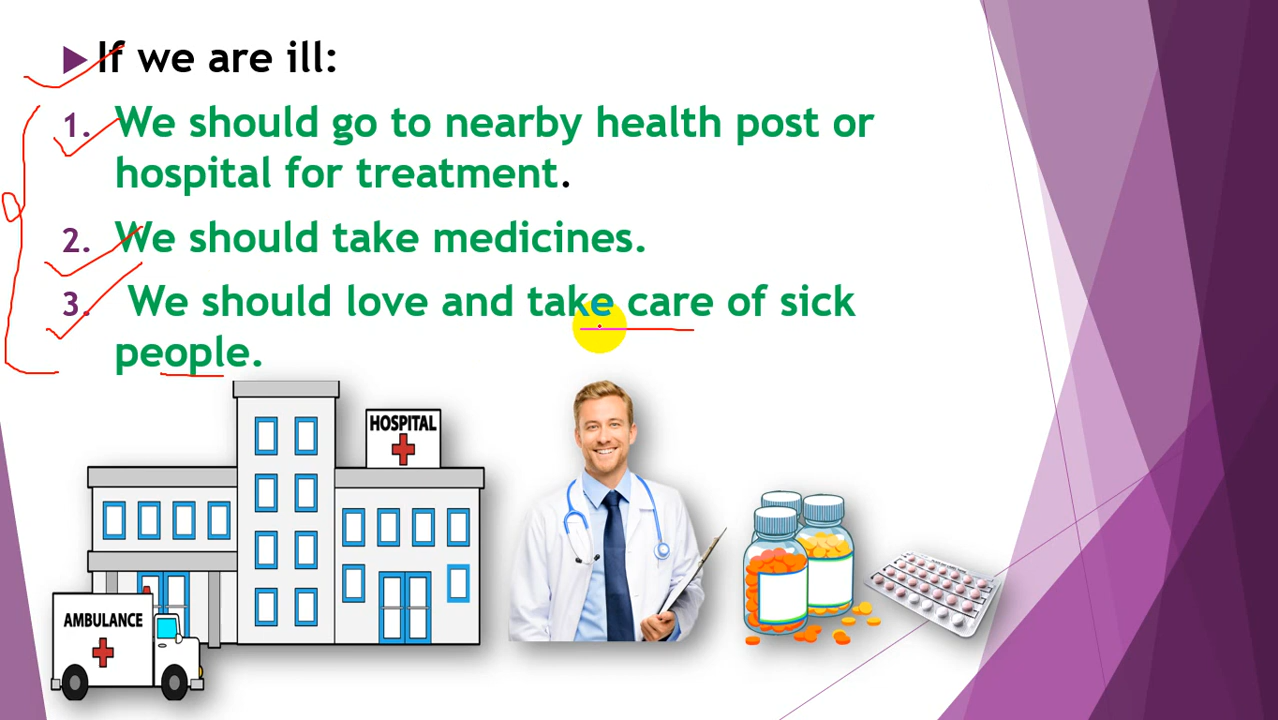 If we are ill:
1. We should go to nearby health post or
hospital for treatment.
2. We should take medicines.
3. We should love and take care of sick
people.
HOSPITAL
AMBULANCE